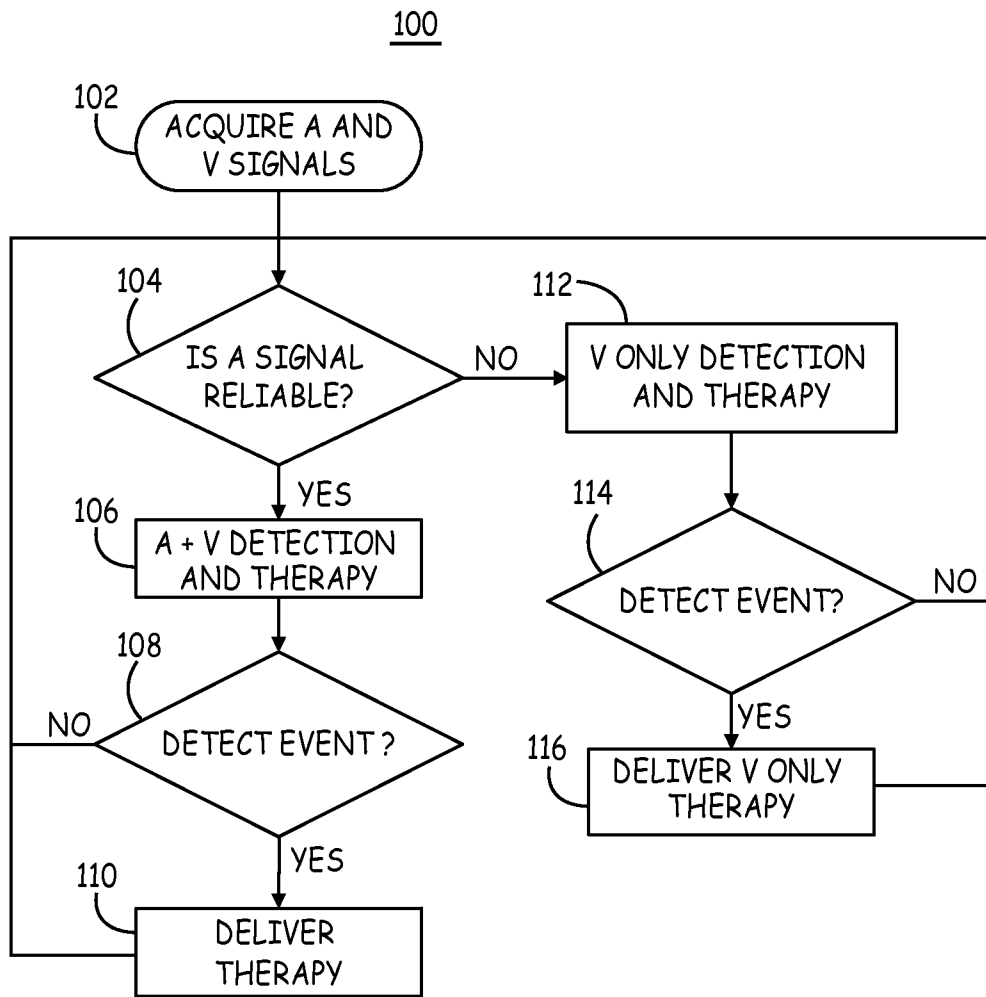 100
102
ACQUIRE A AND
V SIGNALS
104
IS A SIGNAL
RELIABLE?
NO
YES
112
V ONLY DETECTION
AND THERAPY
106
A + V DETECTION
AND THERAPY
114
DETECT EVENT?
NO
YES
108
DETECT EVENT ?
NO
YES
116
DELIVER V ONLY
THERAPY
110
DELIVER
THERAPY